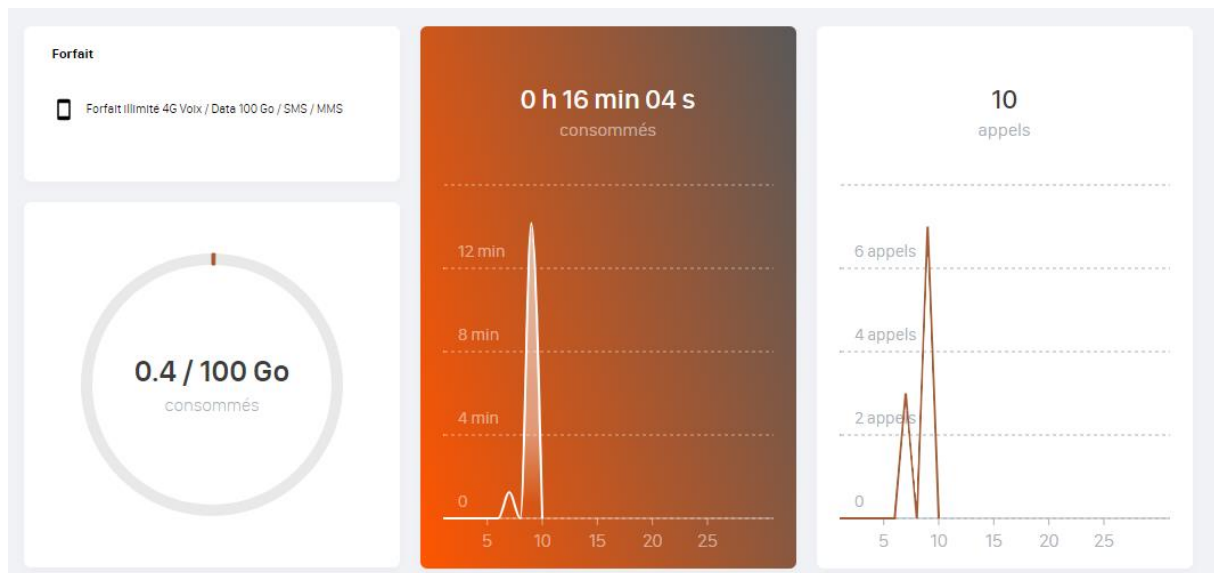 Forfait
Forfait illimité 4G Voix / Data 100 Go / SMS / MMS
0.4 / 100 Go
consommés
0 h 16 min 04 s
consommés
12 min
8 min
4 min
0
5 10 15 20 25
10
appels
6 appels
4 appels
2 appels
0
5 10 15 20 25